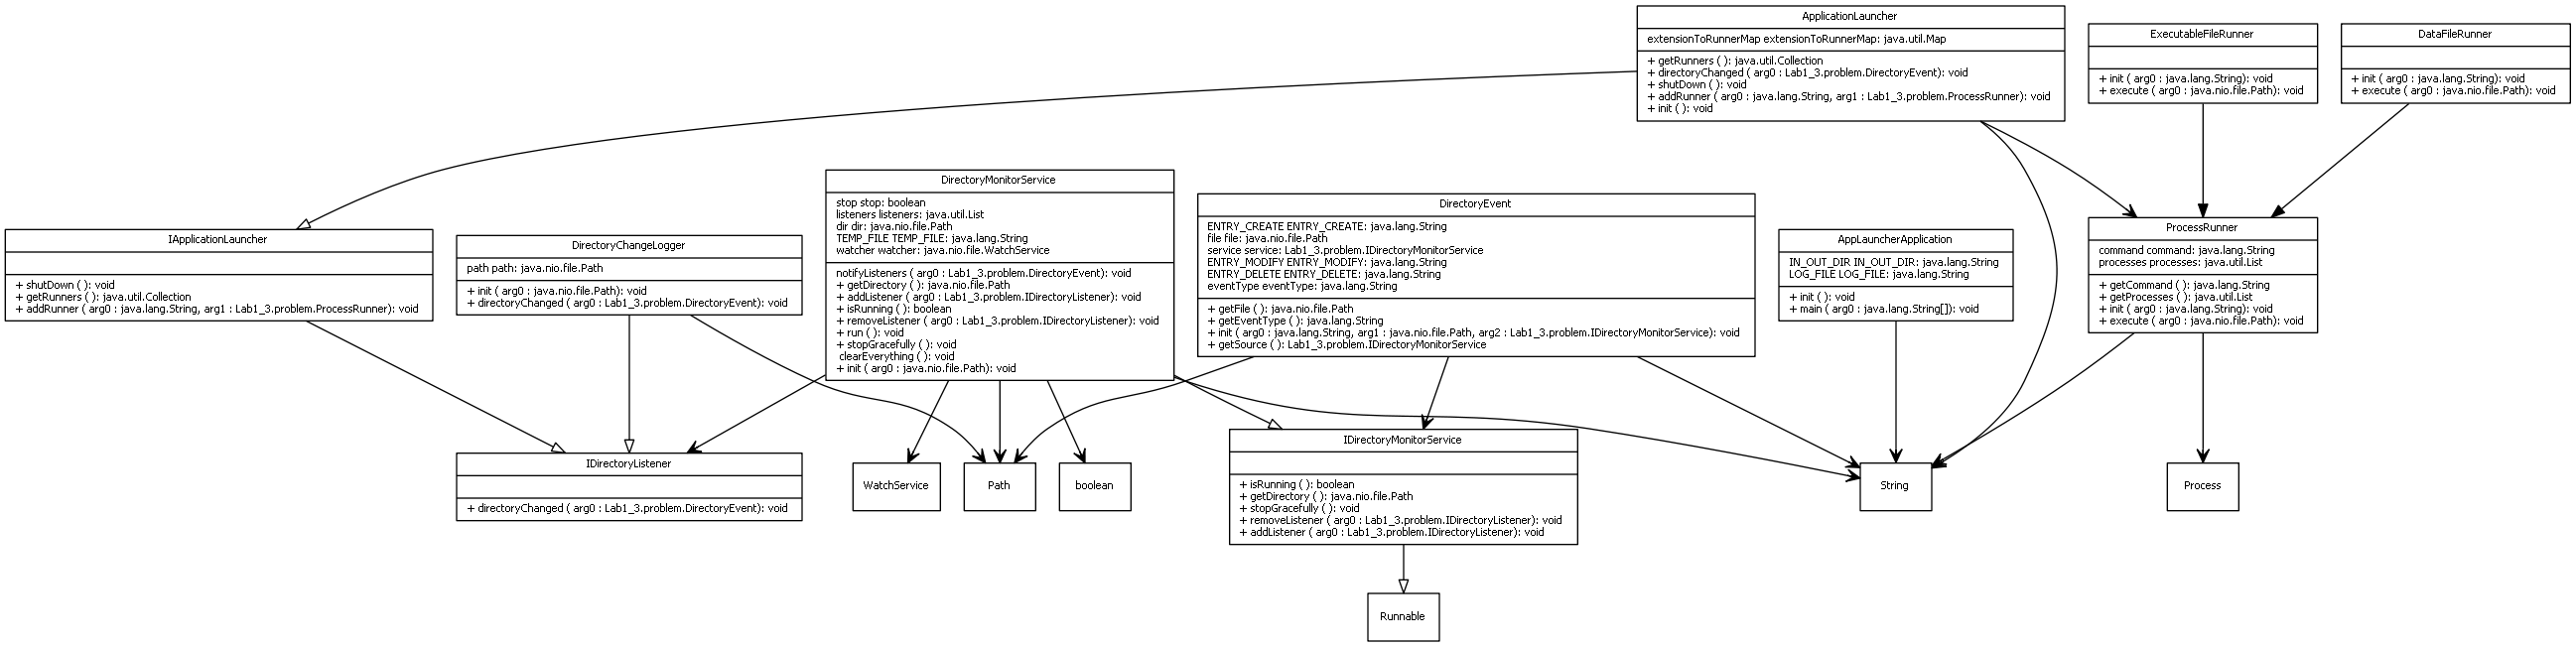 ApplicationLauncher
extensionToRunnerMap extensionToRunnerMap: java.util.Map
+ getRunners ( ): java.util.Collection
+ directoryChanged ( arg0 : Lab1_3.problem.DirectoryEvent): void
+ shutDown ( ): void
+ addRunner ( arg0 : java.lang.String, arg1 : Lab1_3.problem.ProcessRunner): void
+ init ( ): void
ExecutableFileRunner
+ init ( arg0 : java.lang.String): void
+ execute ( arg0 : java.nio.file.Path): void
DataFileRunner
+ init ( arg0 : java.lang.String): void
+ execute ( arg0 : java.nio.file.Path): void
IApplicationLauncher
+ shutDown ( ): void
+ getRunners ( ): java.util.Collection
+ addRunner ( arg0 : java.lang.String, arg1 : Lab1_3.problem.ProcessRunner): void
DirectoryChangeLogger
path path: java.nio.file.Path
+ init ( arg0 : java.nio.file.Path): void
+ directoryChanged ( arg0 : Lab1_3.problem.DirectoryEvent): void
DirectoryMonitorService
stop stop: boolean
listeners listeners: java.util.List
dir dir: java.nio.file.Path
TEMP_FILE TEMP_FILE: java.lang.String
watcher watcher: java.nio.file.WatchService
notifyListeners ( arg0 : Lab1_3.problem.DirectoryEvent): void
+ getDirectory ( ): java.nio.file.Path
+ addListener ( arg0 : Lab1_3.problem.IDirectoryListener): void
+ isRunning ( ): boolean
+ removeListener ( arg0 : Lab1_3.problem.IDirectoryListener): void
+ run ( ): void
+ stopGracefully ( ): void
clearEverything ( ): void
+ init ( arg0 : java.nio.file.Path): void
DirectoryEvent
ENTRY_CREATE ENTRY_CREATE: java.lang.String
file file: java.nio.file.Path
service service: Lab1_3.problem.IDirectoryMonitorService
ENTRY_MODIFY ENTRY_MODIFY: java.lang.String
ENTRY_DELETE ENTRY_DELETE: java.lang.String
eventType eventType: java.lang.String
+ getFile ( ): java.nio.file.Path
+ getEventType ( ): java.lang.String
+ init ( arg0 : java.lang.String, arg1 : java.nio.file.Path, arg2 : Lab1_3.problem.IDirectoryMonitorService): void
+ getSource ( ): Lab1_3.problem.IDirectoryMonitorService
AppLauncherApplication
IN_OUT_DIR IN_OUT_DIR: java.lang.String
LOG_FILE LOG_FILE: java.lang.String
+ init ( ): void
+ main ( arg0 : java.lang.String[]): void
ProcessRunner
command command: java.lang.String
processes processes: java.util.List
+ getCommand ( ): java.lang.String
+ getProcesses ( ): java.util.List
+ init ( arg0 : java.lang.String): void
+ execute ( arg0 : java.nio.file.Path): void
IDirectoryListener
+ directoryChanged ( arg0 : Lab1_3.problem.DirectoryEvent): void
WatchService
Path
boolean
IDirectoryMonitorService
+ isRunning ( ): boolean
+ getDirectory ( ): java.nio.file.Path
+ stopGracefully ( ): void
+ removeListener ( arg0 : Lab1_3.problem.IDirectoryListener): void
+ addListener ( arg0 : Lab1_3.problem.IDirectoryListener): void
String
Process
Runnable